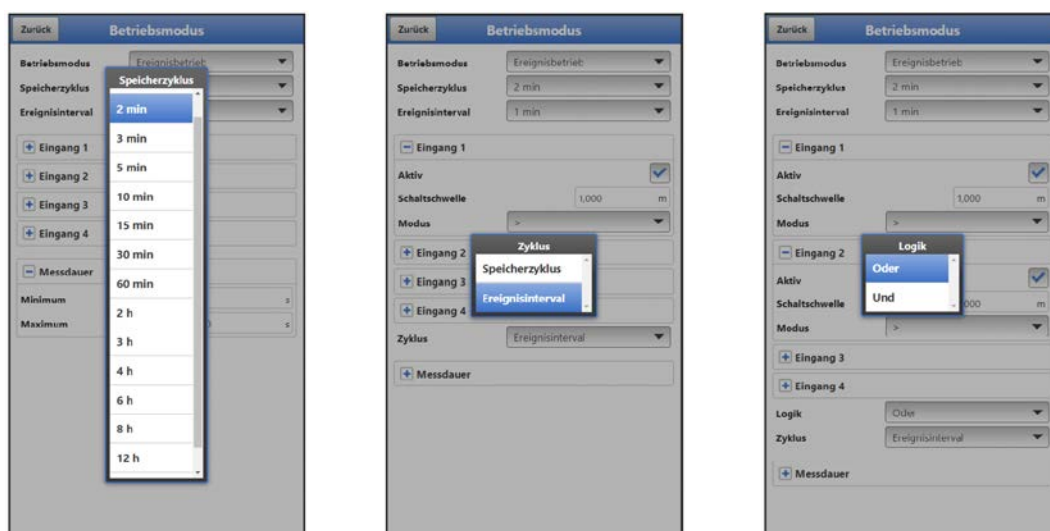 Zurück Betriebsmodus
Betriebsmodus Ereignisbetrieb
Speicherzyklus
Ereignisinterval
Speicherzyklus
2 min
3 min
5 min
10 min
15 min
30 min
60 min
2 h
3 h
4 h
6 h
8 h
12 h
Eingang 1
Eingang 2
Eingang 3
Eingang 4
Messdauer
Minimum s
Maximum s
Zurück Betriebsmodus
Betriebsmodus Ereignisbetrieb
Speicherzyklus 2 min
Ereignisinterval 1 min
Eingang 1
Aktiv
Schaltschwelle 1,000 m
Modus >
Eingang 2
Eingang 3
Eingang 4
Zyklus
Speicherzyklus
Ereignisinterval
Zyklus Ereignisinterval
Messdauer
Zurück Betriebsmodus
Betriebsmodus Ereignisbetrieb
Speicherzyklus 2 min
Ereignisinterval 1 min
Eingang 1
Aktiv
Schaltschwelle 1,000 m
Modus >
Eingang 2
Logik
Oder
Und
Aktiv
Schaltschwelle 000 m
Modus >
Eingang 3
Eingang 4
Logik Oder
Zyklus Ereignisinterval
Messdauer